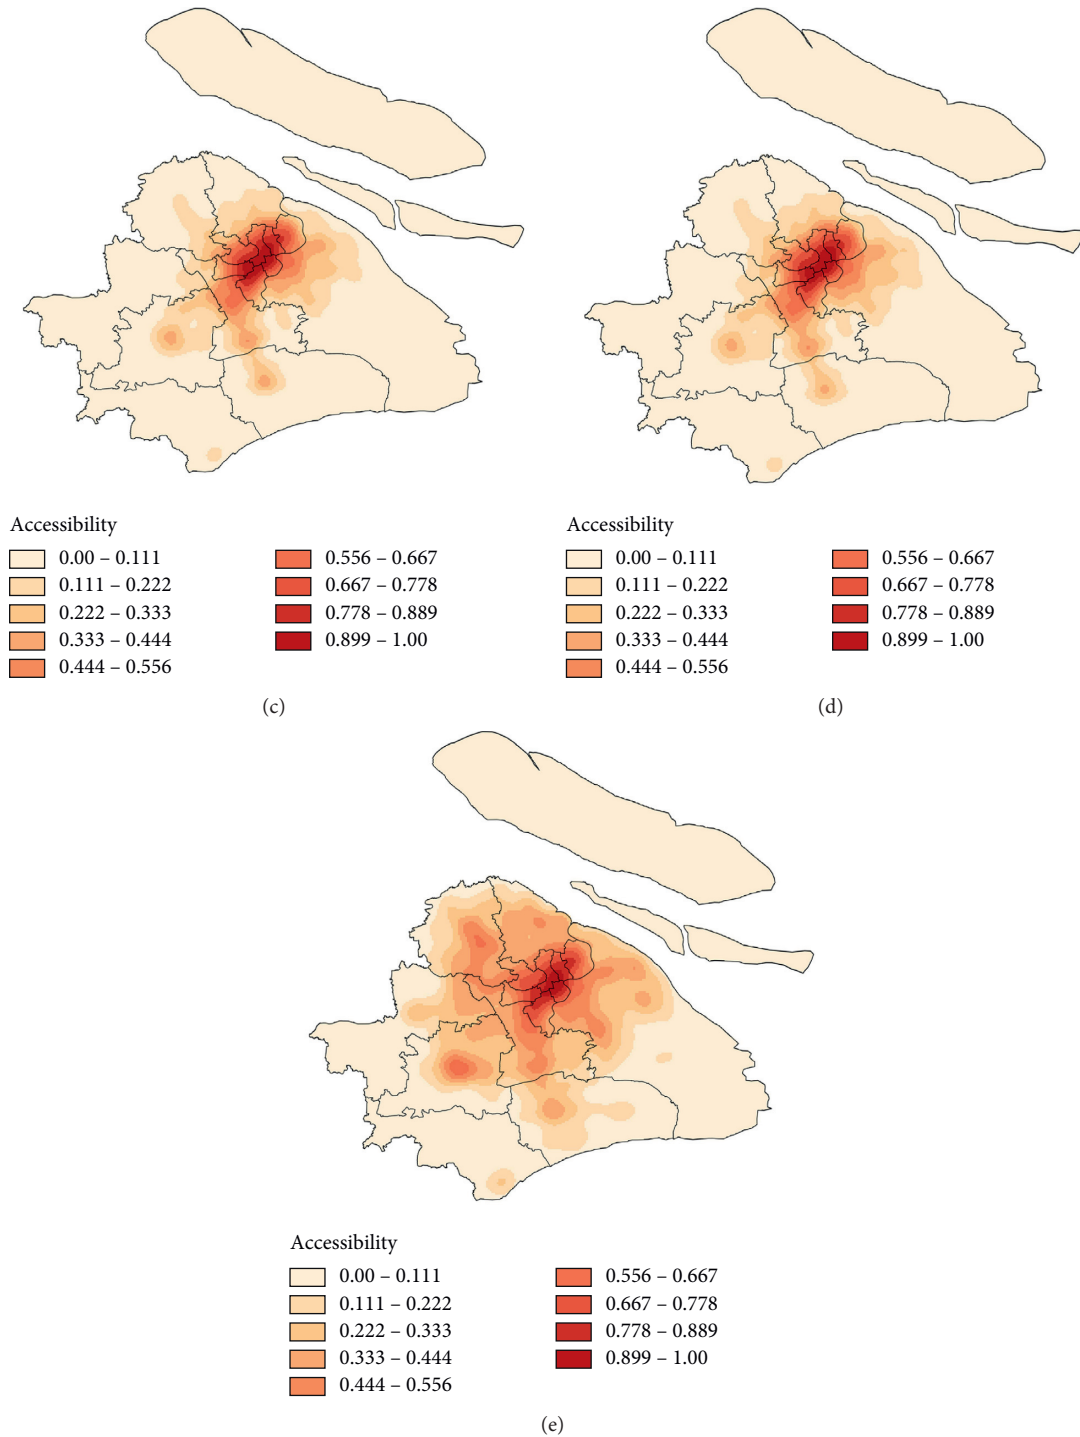 Accessibility
0.00 – 0.111
0.111 – 0.222
0.222 – 0.333
0.333 – 0.444
0.444 – 0.556
0.556 – 0.667
0.667 – 0.778
0.778 – 0.889
0.899 – 1.00
(c)
Accessibility
0.00 – 0.111
0.111 – 0.222
0.222 – 0.333
0.333 – 0.444
0.444 – 0.556
0.556 – 0.667
0.667 – 0.778
0.778 – 0.889
0.899 – 1.00
(d)
Accessibility
0.00 – 0.111
0.111 – 0.222
0.222 – 0.333
0.333 – 0.444
0.444 – 0.556
0.556 – 0.667
0.667 – 0.778
0.778 – 0.889
0.899 – 1.00
(e)